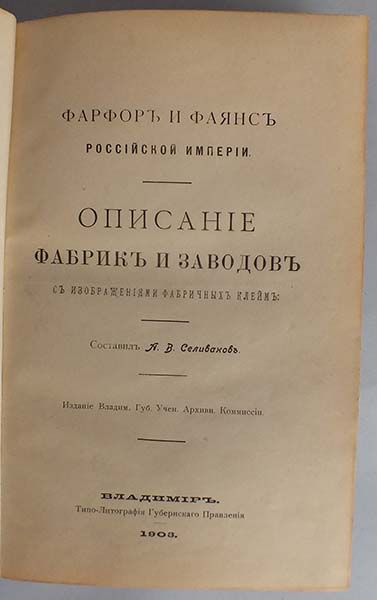 ФАРФОРЪ И ФАЯНСЪ
РОССІЙСКОЙ ИМПЕРІИ.
ОПИСАНІЕ
ФАБРИКЪ И ЗАВОДОВЪ
СЪ ИЗОБРАЖЕНІЯМИ ФАБРИЧНЫХЪ КЛЕЙМЪ.
Составилъ А. В. Селивановъ.
Изданіе Владим. Губ. Учен. Архивн. Коммиссіи.
ВЛАДИМІРЪ.
Типо-Литографія Губернскаго Правленія
1903.